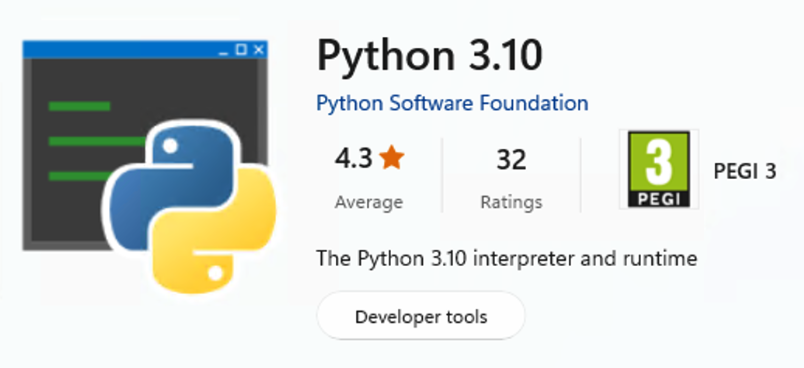 Python 3.10
Python Software Foundation
4.3
32
3
PEGI
PEGI 3
Average
Ratings
The Python 3.10 interpreter and runtime
Developer tools